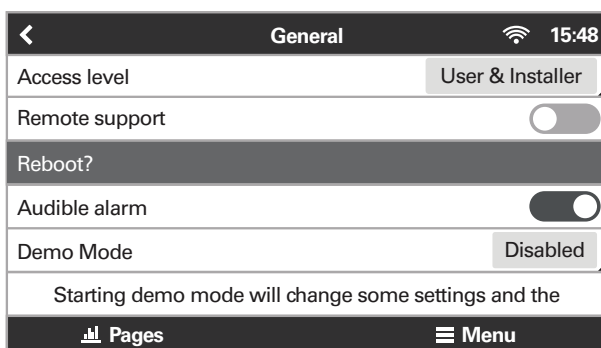 General 15:48
Access level User & Installer
Remote support
Reboot?
Audible alarm
Demo Mode Disabled
Starting demo mode will change some settings and the
Pages Menu